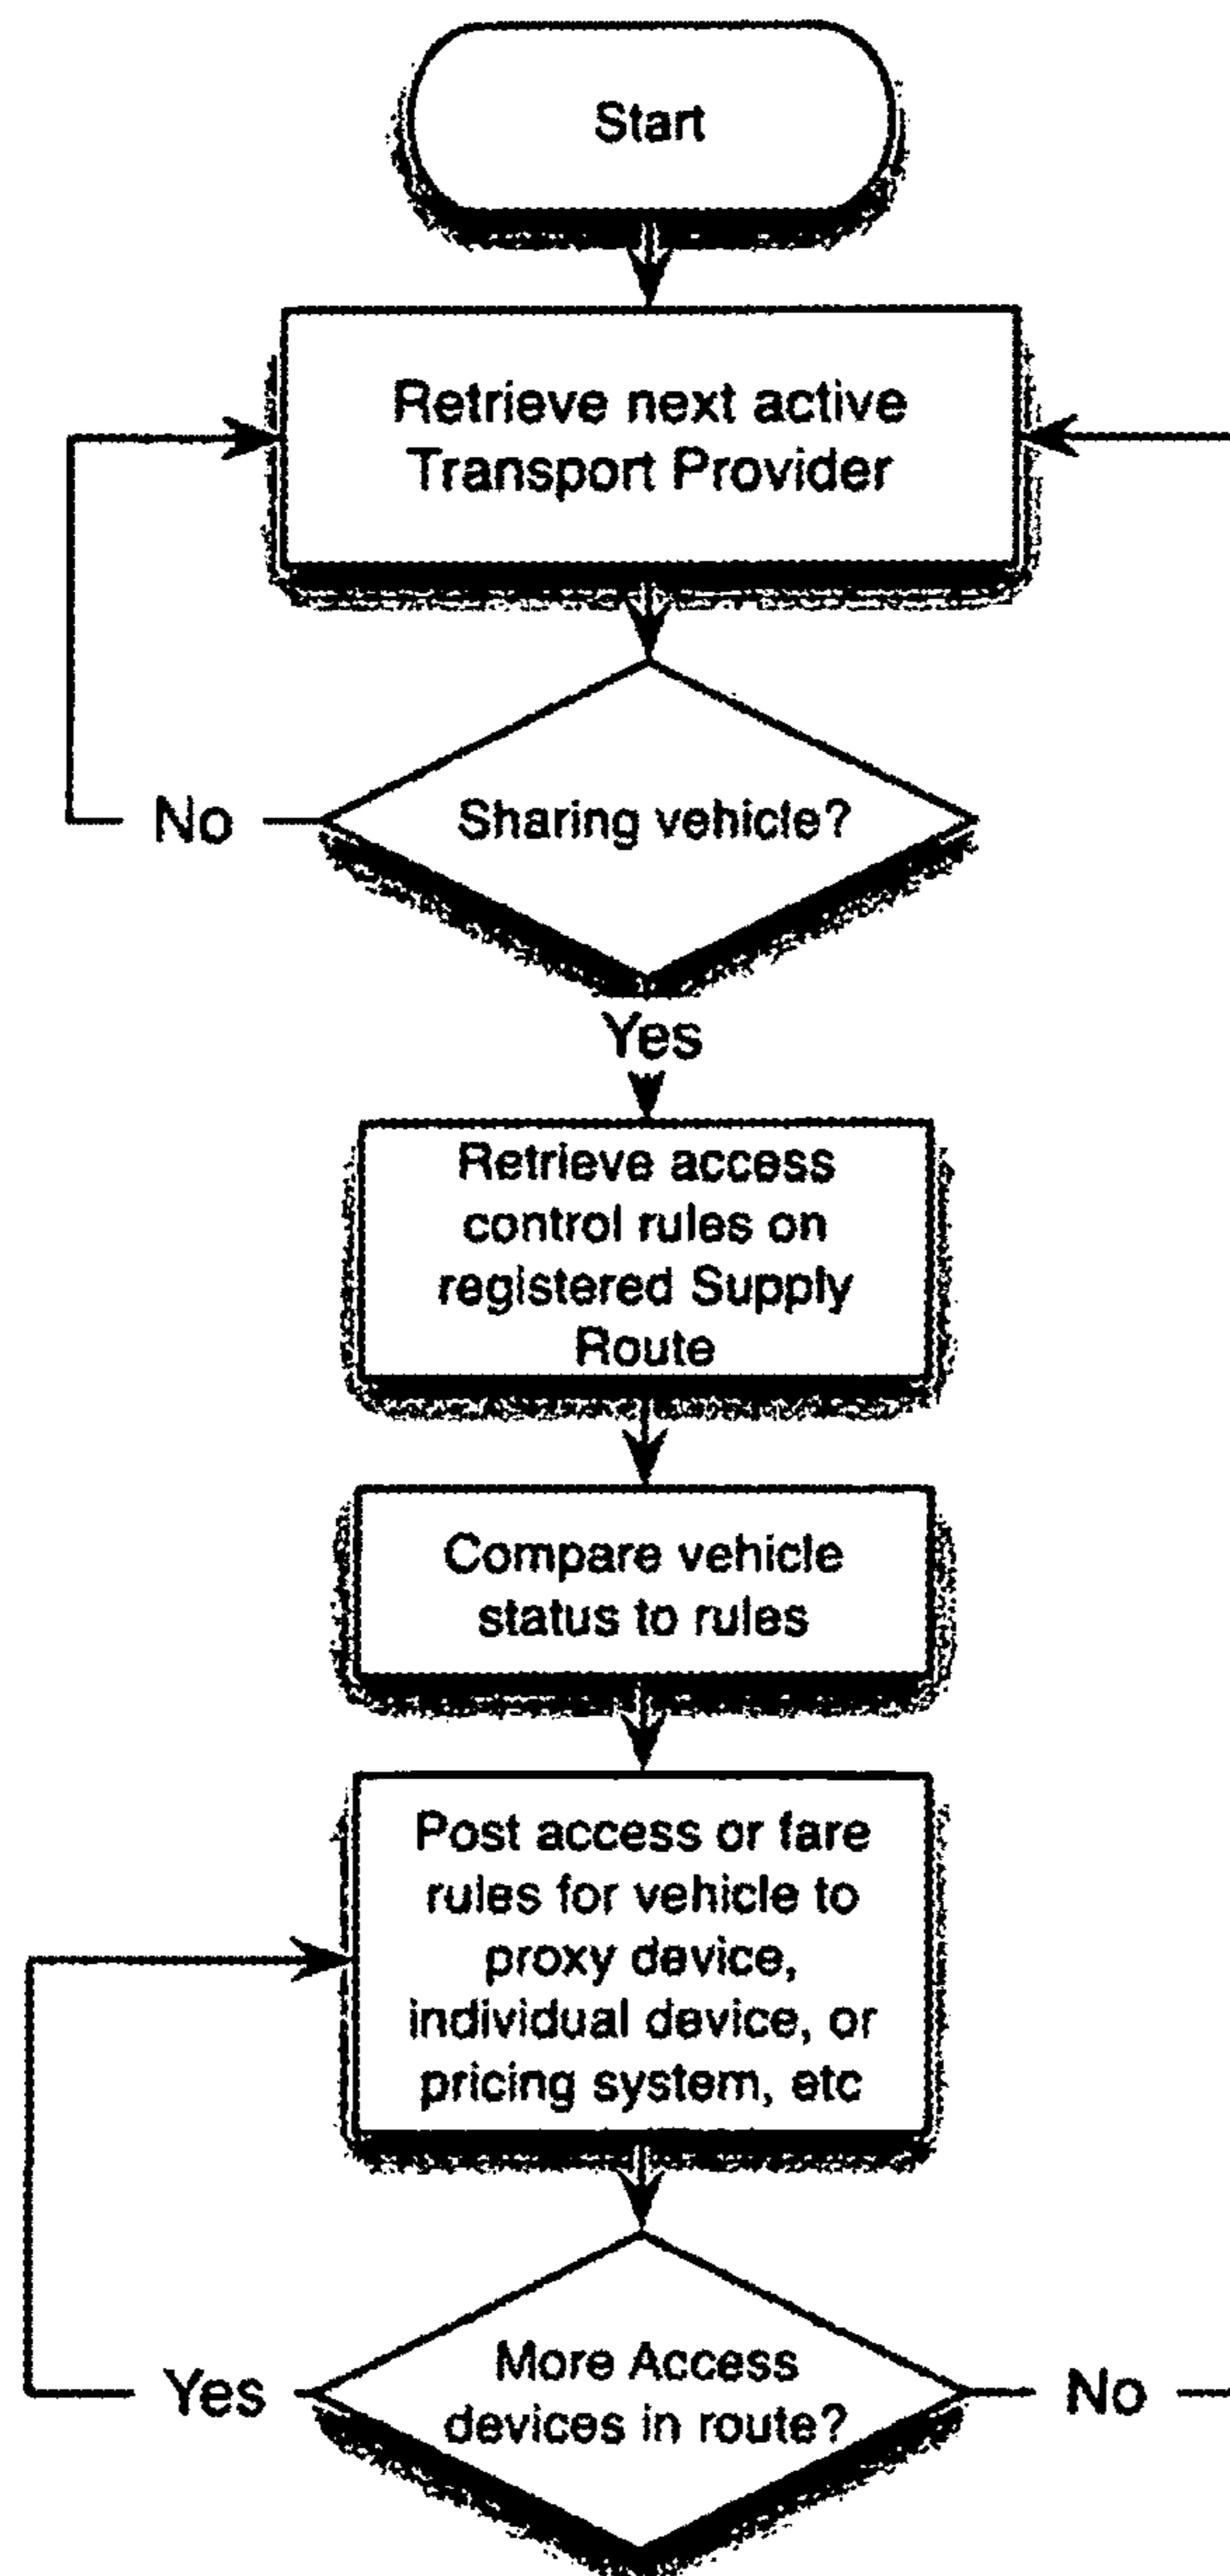 Start
Retrieve next active
Transport Provider
No
Sharing vehicle?
Yes
Retrieve access
control rules on
registered Supply
Route
Compare vehicle
status to rules
Post access or fare
rules for vehicle to
proxy device,
individual device, or
pricing system, etc
Yes
More Access
devices in route?
No